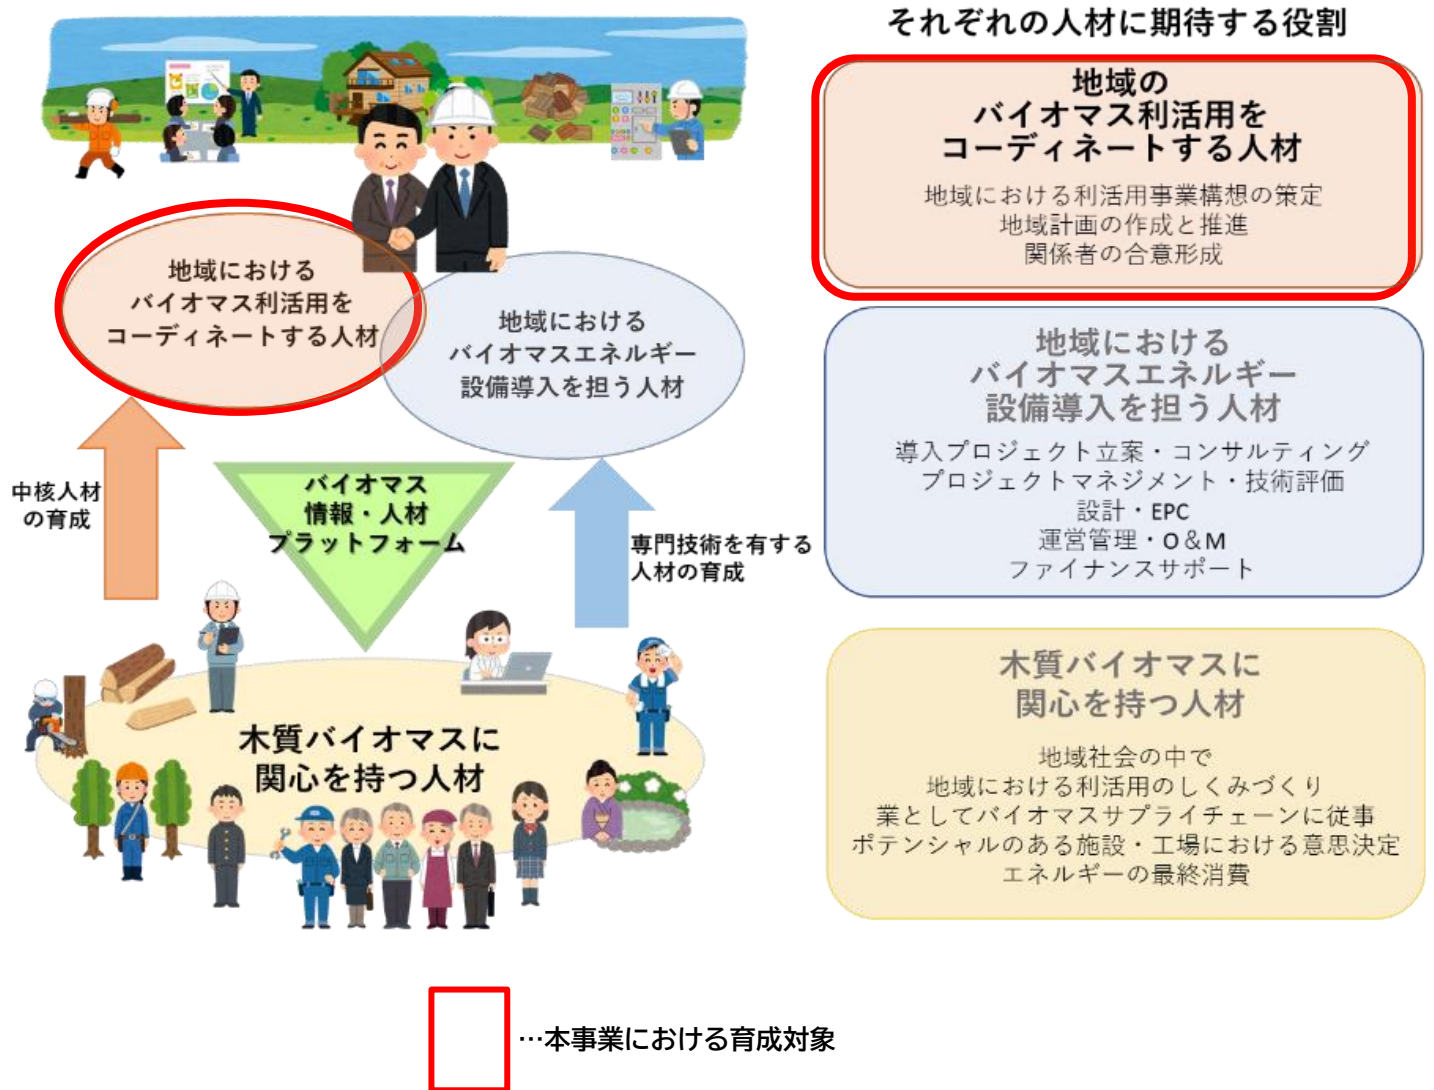 それぞれの人材に期待する役割
地域の
バイオマス利活用を
コーディネートする人材
地域における利活用事業構想の策定
地域計画の作成と推進
関係者の合意形成
地域における
バイオマス利活用を
コーディネートする人材
地域における
バイオマスエネルギー
設備導入を担う人材
地域における
バイオマスエネルギー
設備導入を担う人材
導入プロジェクト立案・コンサルティング
プロジェクトマネジメント・技術評価
設計・EPC
運営管理・O&M
ファイナンスサポート
中核人材
の育成
バイオマス
情報・人材
プラットフォーム
専門技術を有する
人材の育成
木質バイオマスに
関心を持つ人材
木質バイオマスに
関心を持つ人材
地域社会の中で
地域における利活用のしくみづくり
業としてバイオマスサプライチェーンに従事
ポテンシャルのある施設・工場における意思決定
エネルギーの最終消費
…本事業における育成対象